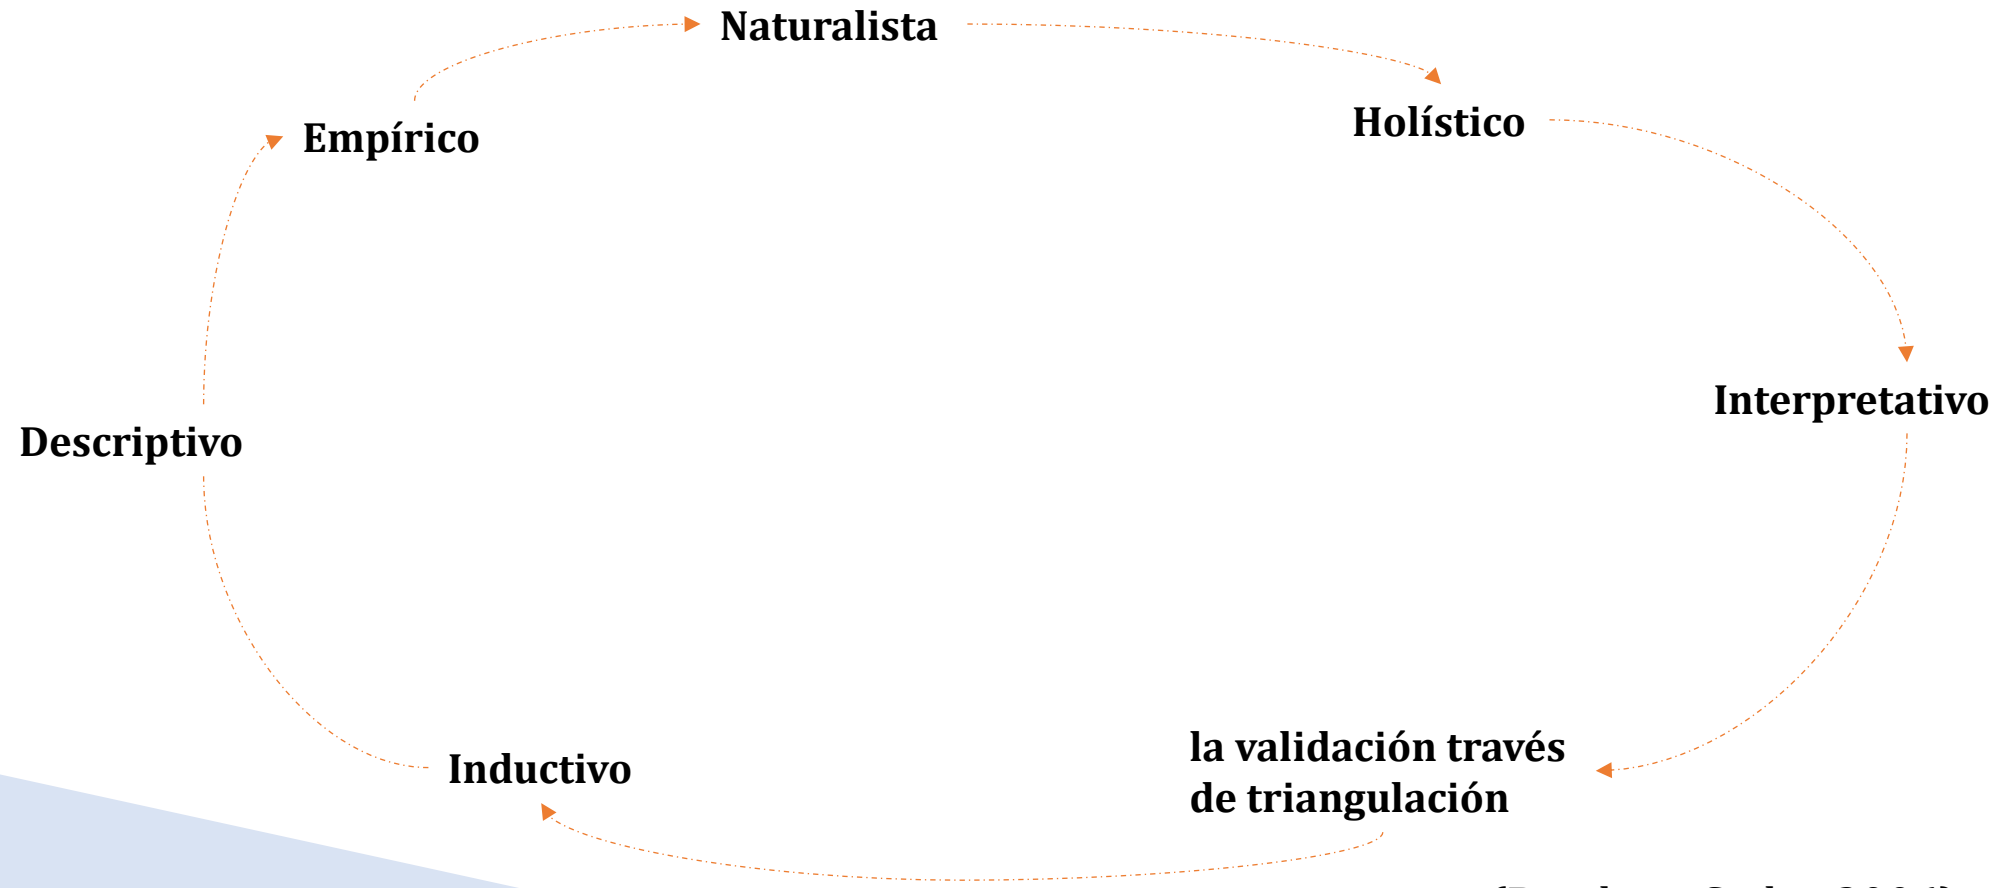 Naturalista
Holístico
Empírico
Interpretativo
Descriptivo
la validación través
de triangulación
Inductivo